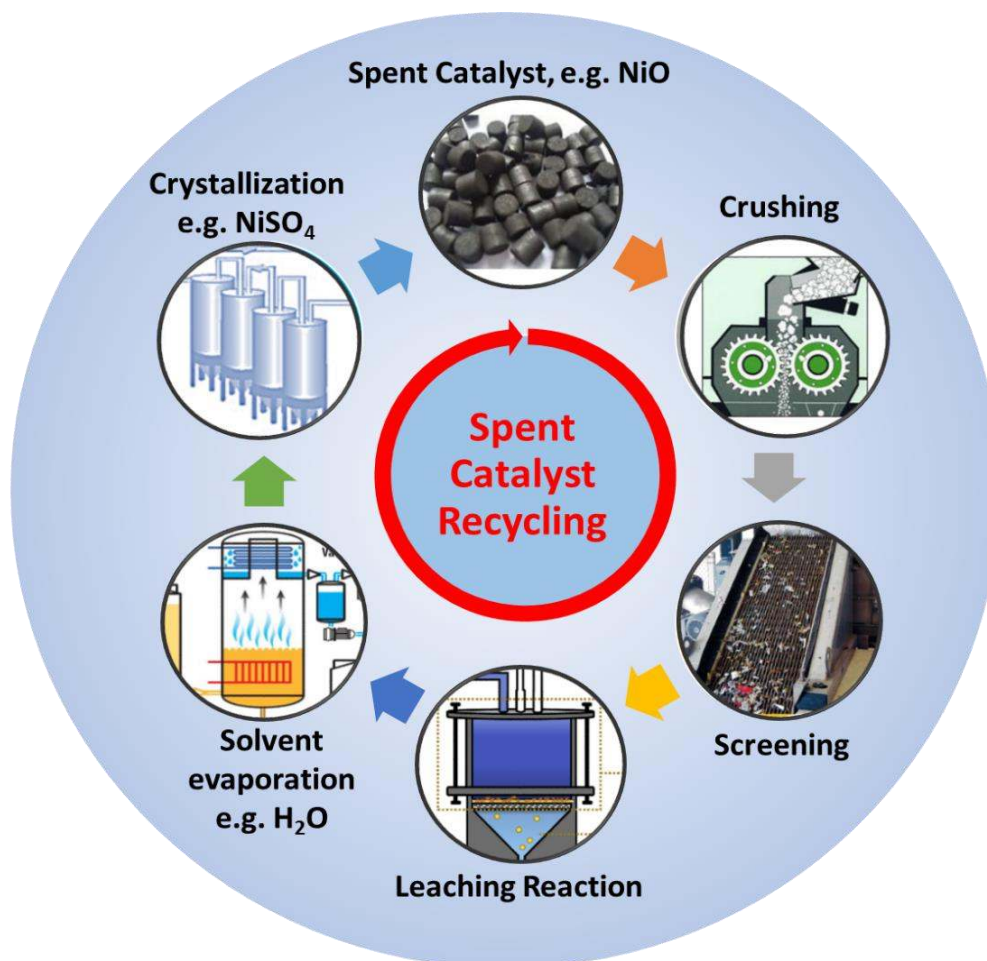 Spent Catalyst, e.g. NiO
Crushing
Screening
Leaching Reaction
Solvent
evaporation
e.g. H₂O
Crystallization
e.g. NiSO₄
Spent
Catalyst
Recycling